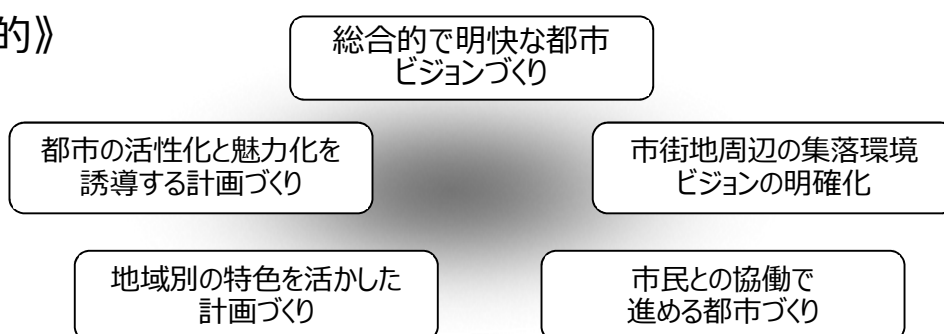 的》
総合的で明快な都市
ビジョンづくり
都市の活性化と魅力化を
誘導する計画づくり
市街地周辺の集落環境
ビジョンの明確化
地域別の特色を活かした
計画づくり
市民との協働で
進める都市づくり